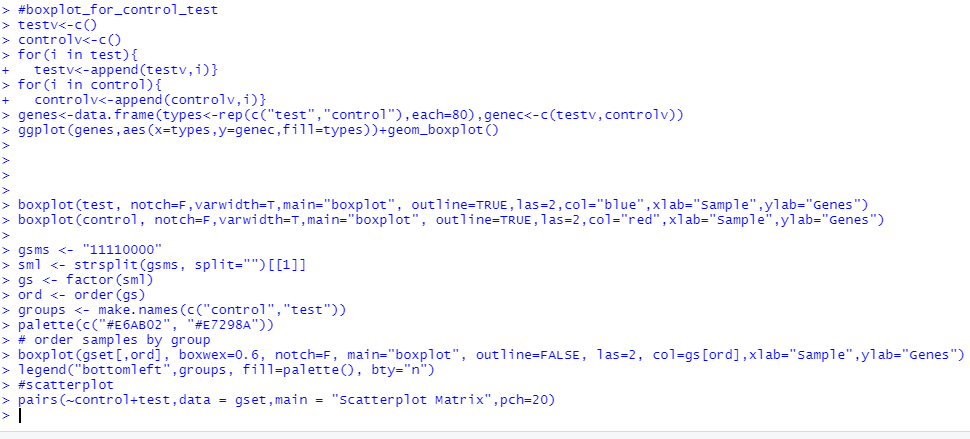 > #boxplot_for_control_test
> testv<-c()
> controlv<-c()
> for(i in test){
+   testv<-append(testv,i)}
> for(i in control){
+   controlv<-append(controlv,i)}
> genes<-data.frame(types<-rep(c("test","control"),each=80),genec<-c(testv,controlv))
> ggplot(genes,aes(x=types,y=genec,fill=types))+geom_boxplot()
>
>
>
>
> boxplot(test, notch=F,varwidth=T,main="boxplot", outline=TRUE,las=2,col="blue",xlab="Sample",ylab="Genes")
> boxplot(control, notch=F,varwidth=T,main="boxplot", outline=TRUE,las=2,col="red",xlab="Sample",ylab="Genes")
>
> gsms <- "11110000"
> sml <- strsplit(gsms, split="")[[1]]
> gs <- factor(sml)
> ord <- order(gs)
> groups <- make.names(c("control","test"))
> palette(c("#E6AB02", "#E7298A"))
> # order samples by group
> boxplot(gset[,ord], boxwex=0.6, notch=F, main="boxplot", outline=FALSE, las=2, col=gs[ord],xlab="Sample",ylab="Genes")
> legend("bottomleft",groups, fill=palette(), bty="n")
> #scatterplot
> pairs(~control+test,data = gset,main = "Scatterplot Matrix",pch=20)
>